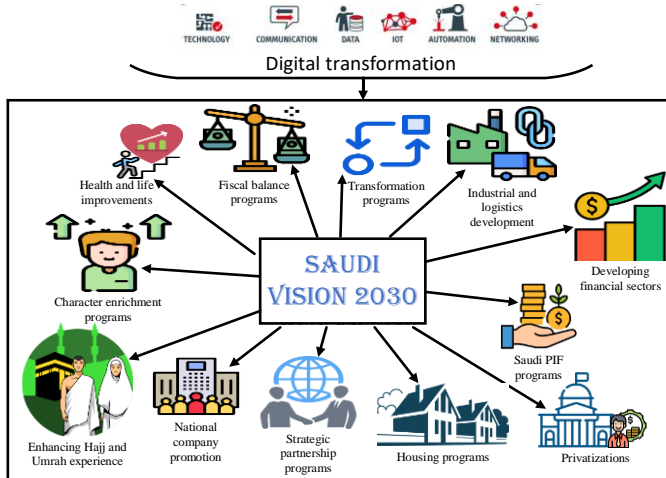 TECHNOLOGY
COMMUNICATION
DATA
IOT
AUTOMATION
NETWORKING
Digital transformation
Health and life
improvements
Fiscal balance
programs
Transformation
programs
Industrial and
logistics
development
Developing
financial sectors
Character enrichment
programs
SAUDI
VISION 2030
Saudi PIF
programs
Enhancing Hajj and
Umrah experience
National
company
promotion
Strategic
partnership
programs
Housing programs
Privatizations